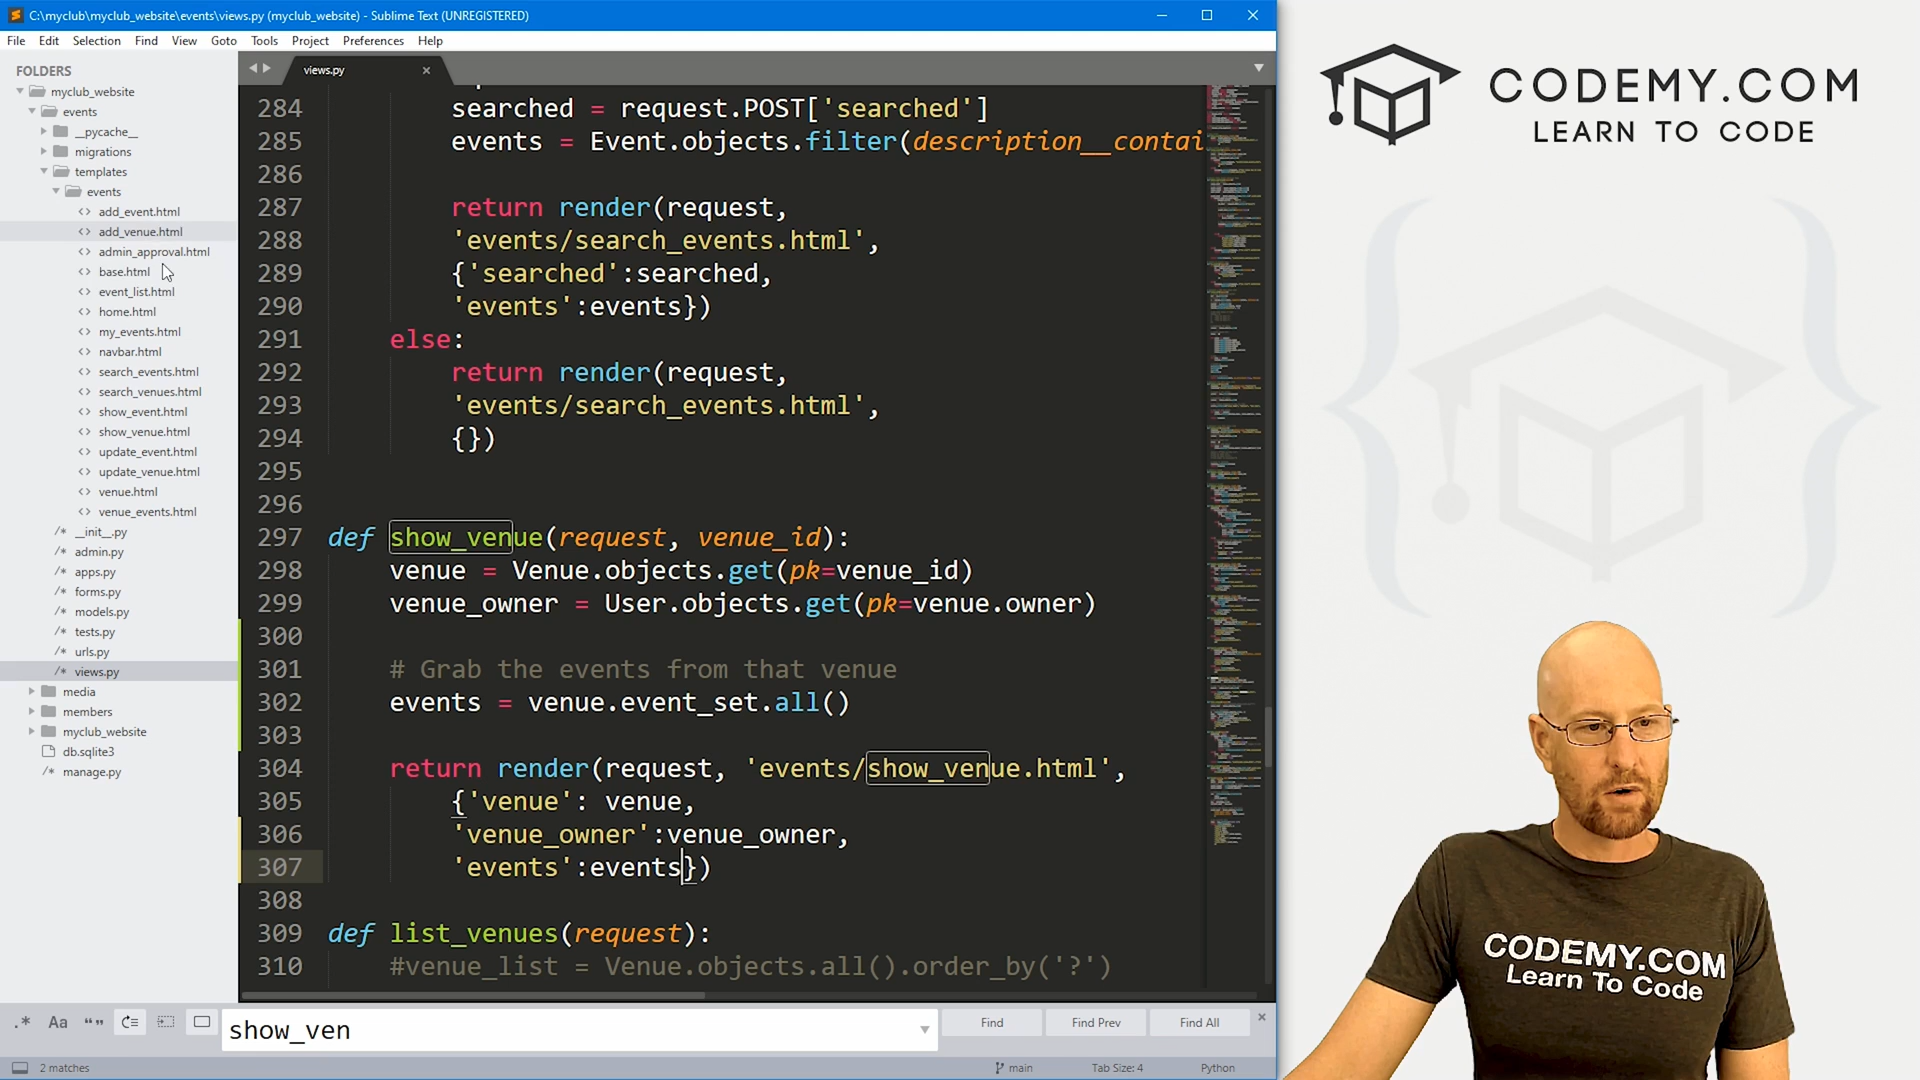 C:\myclub\myclub_website\events\views.py (myclub_website) - Sublime Text (UNREGISTERED)
File Edit Selection Find View Goto Tools Project Preferences Help
FOLDERS
myclub_website
events
__pycache__
migrations
templates
events
add_event.html
add_venue.html
admin_approval.html
base.html
event_list.html
home.html
my_events.html
navbar.html
search_events.html
search_venues.html
show_event.html
show_venue.html
update_event.html
update_venue.html
venue.html
venue_events.html
__init__.py
admin.py
apps.py
forms.py
models.py
tests.py
urls.py
views.py
media
members
myclub_website
db.sqlite3
manage.py
views.py
284 searched = request.POST['searched']
285 events = Event.objects.filter(description__contai
286
287 return render(request,
288 'events/search_events.html',
289 {'searched':searched,
290 'events':events})
291 else:
292 return render(request,
293 'events/search_events.html',
294 {})
295
296
297 def show_venue(request, venue_id):
298 venue = Venue.objects.get(pk=venue_id)
299 venue_owner = User.objects.get(pk=venue.owner)
300
301 # Grab the events from that venue
302 events = venue.event_set.all()
303
304 return render(request, 'events/show_venue.html',
305 {'venue': venue,
306 'venue_owner':venue_owner,
307 'events':events})
308
309 def list_venues(request):
310 #venue_list = Venue.objects.all().order_by('?')
.* Aa “” show_ven Find Find Prev Find All
2 matches main Tab Size: 4 Python
CODEMY.COM
LEARN TO CODE
CODEMY.COM
Learn To Code